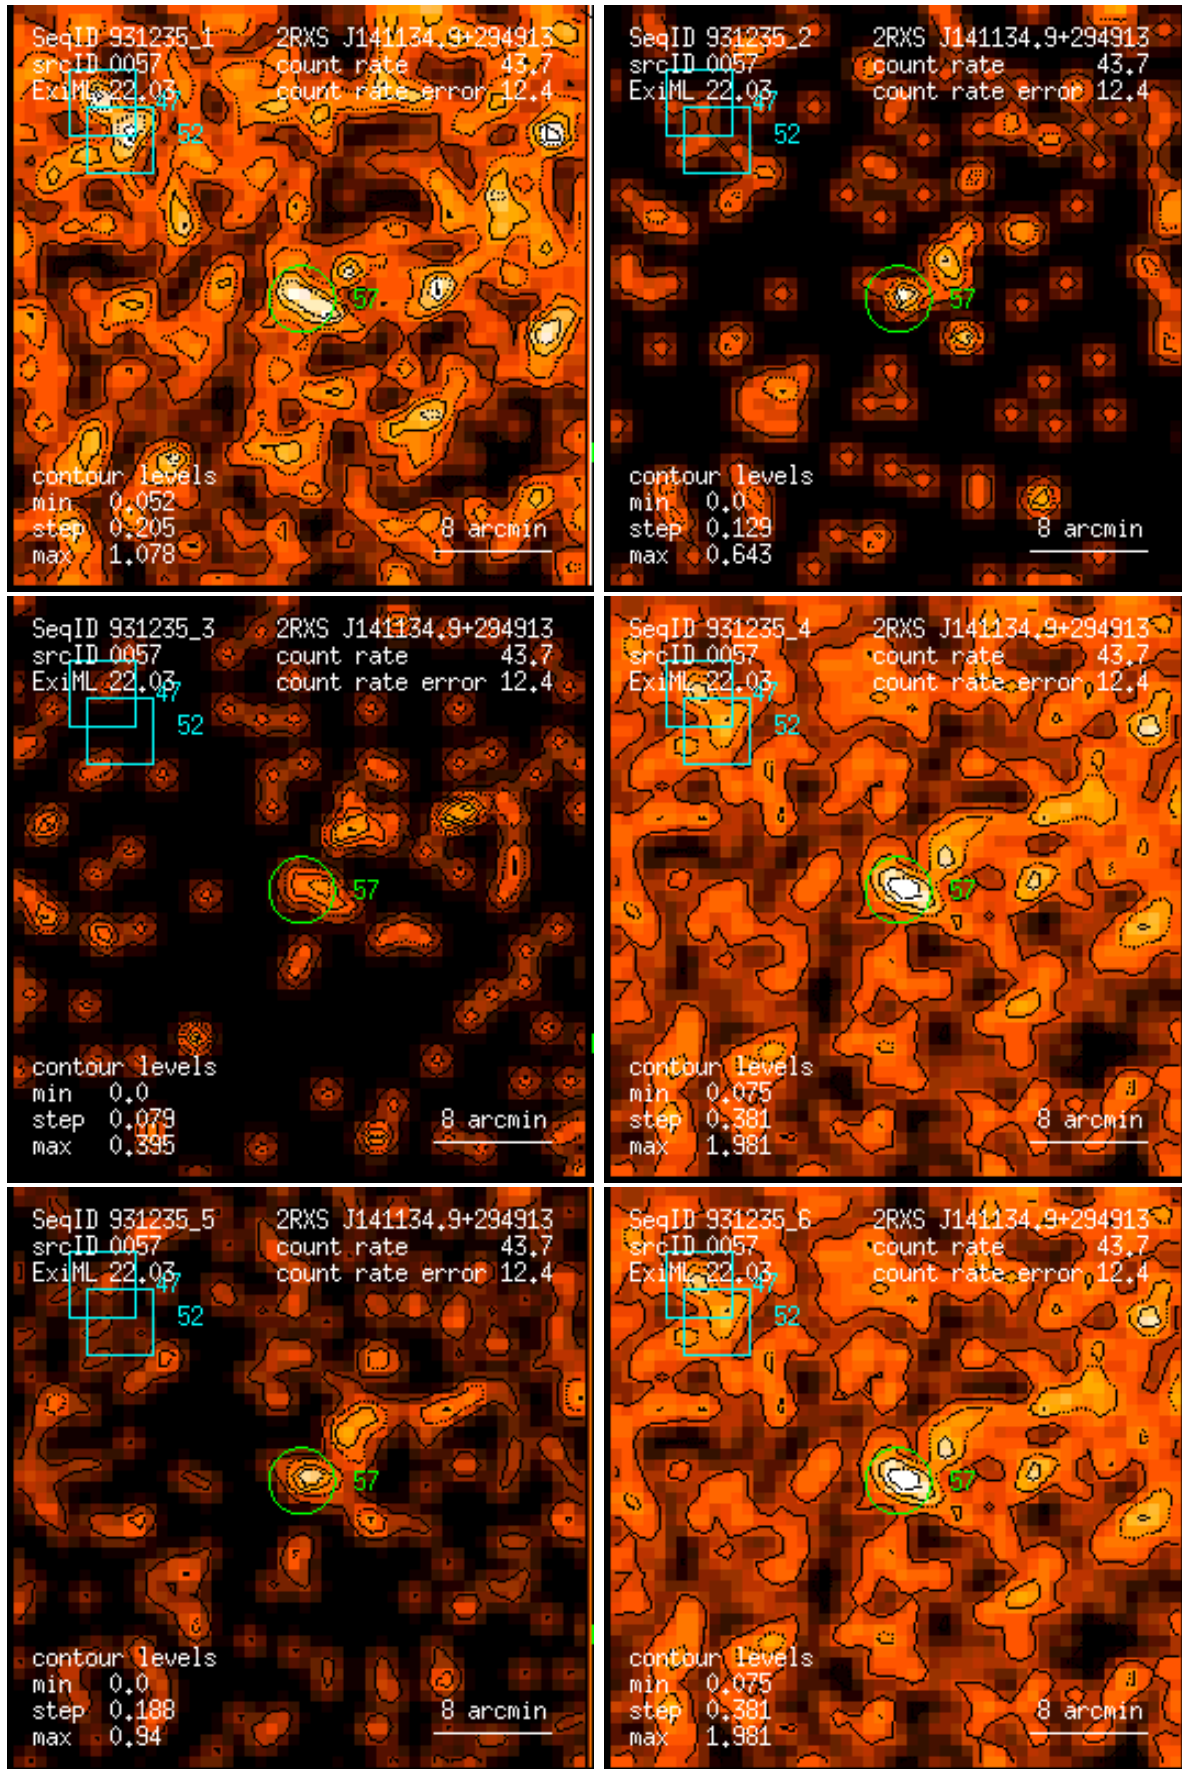 SeqID 931235_1 2RXS J141134.9+294913
srcID 0057 count rate 43.7
ExiML 22.03 count rate error 12.4
47
52
57
contour levels
min 0.052
step 0.205 8 arcmin
max 1.078
SeqID 931235_2 2RXS J141134.9+294913
srcID 0057 count rate 43.7
ExiML 22.03 count rate error 12.4
47
52
57
contour levels
min 0.0
step 0.129 8 arcmin
max 0.643
SeqID 931235_3 2RXS J141134.9+294913
srcID 0057 count rate 43.7
ExiML 22.03 count rate error 12.4
47
52
57
contour levels
min 0.0
step 0.079 8 arcmin
max 0.395
SeqID 931235_4 2RXS J141134.9+294913
srcID 0057 count rate 43.7
ExiML 22.03 count rate error 12.4
47
52
57
contour levels
min 0.075
step 0.381 8 arcmin
max 1.981
SeqID 931235_5 2RXS J141134.9+294913
srcID 0057 count rate 43.7
ExiML 22.03 count rate error 12.4
47
52
57
contour levels
min 0.0
step 0.188 8 arcmin
max 0.94
SeqID 931235_6 2RXS J141134.9+294913
srcID 0057 count rate 43.7
ExiML 22.03 count rate error 12.4
47
52
57
contour levels
min 0.075
step 0.381 8 arcmin
max 1.981